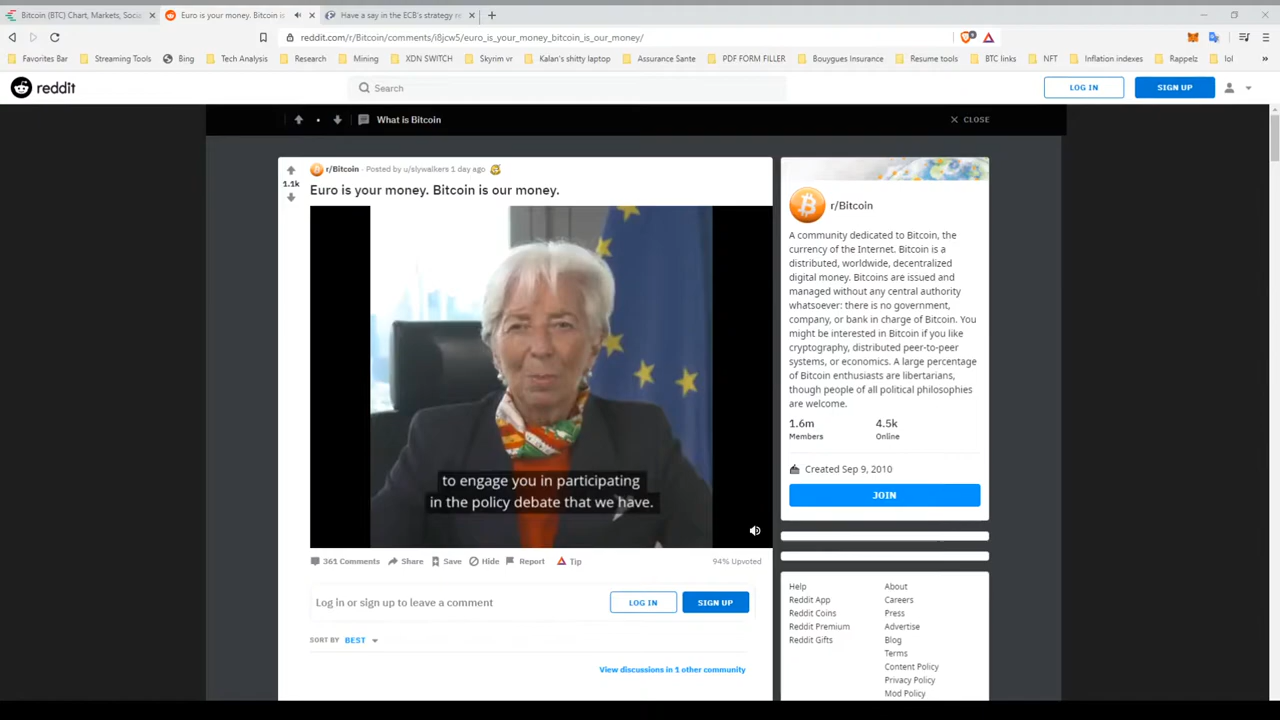 Bitcoin (BTC) Chart, Markets, Socia
Euro is your money. Bitcoin is
Have a say in the ECB's strategy re
reddit.com/r/Bitcoin/comments/i8jcw5/euro_is_your_money_bitcoin_is_our_money/
Favorites Bar
Streaming Tools
Bing
Tech Analysis
Research
Mining
XDN SWITCH
Skyrim vr
Kalan's shitty laptop
Assurance Sante
PDF FORM FILLER
Bouygues Insurance
Resume tools
BTC links
NFT
Inflation indexes
Rappelz
lol
reddit
Search
LOG IN
SIGN UP
What is Bitcoin
CLOSE
1.1k
r/Bitcoin · Posted by u/slywalkers 1 day ago
Euro is your money. Bitcoin is our money.
to engage you in participating
in the policy debate that we have.
361 Comments
Share
Save
Hide
Report
Tip
94% Upvoted
Log in or sign up to leave a comment
LOG IN
SIGN UP
SORT BY BEST
View discussions in 1 other community
r/Bitcoin
A community dedicated to Bitcoin, the
currency of the Internet. Bitcoin is a
distributed, worldwide, decentralized
digital money. Bitcoins are issued and
managed without any central authority
whatsoever: there is no government,
company, or bank in charge of Bitcoin. You
might be interested in Bitcoin if you like
cryptography, distributed peer-to-peer
systems, or economics. A large percentage
of Bitcoin enthusiasts are libertarians,
though people of all political philosophies
are welcome.
1.6m
Members
4.5k
Online
Created Sep 9, 2010
JOIN
Help
Reddit App
Reddit Coins
Reddit Premium
Reddit Gifts
About
Careers
Press
Advertise
Blog
Terms
Content Policy
Privacy Policy
Mod Policy